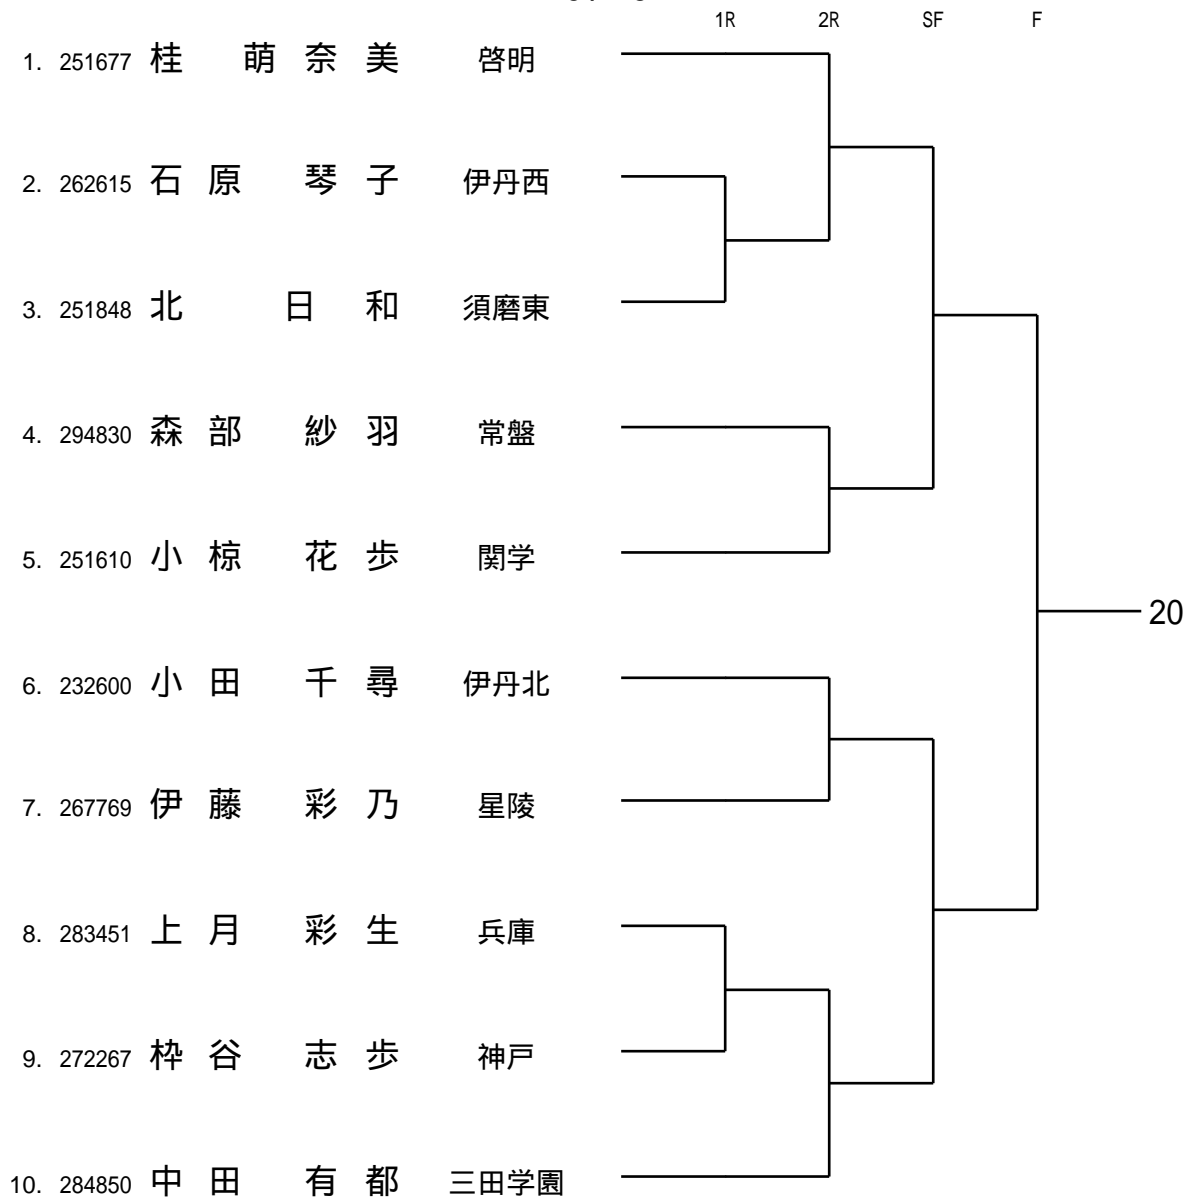 1R 2R SF F
1. 251677 桂 萌奈美 啓明
2. 262615 石原 琴子 伊丹西
3. 251848 北 日和 須磨東
4. 294830 森部 紗羽 常盤
5. 251610 小椋 花歩 関学
20
6. 232600 小田 千尋 伊丹北
7. 267769 伊藤 彩乃 星陵
8. 283451 上月 彩生 兵庫
9. 272267 枠谷 志歩 神戸
10. 284850 中田 有都 三田学園